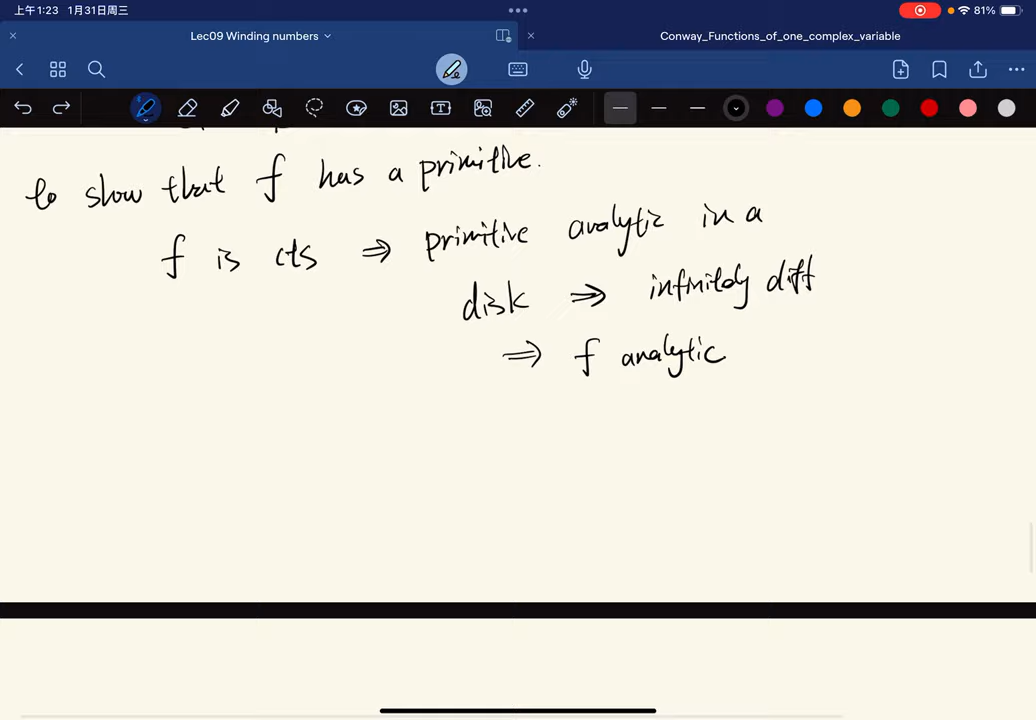 上午1:23 1月31日周三
81%
Lec09 Winding numbers
Conway_Functions_of_one_complex_variable
to show that f has a primitive.
f is cts ⇒ primitive analytic in a
disk ⇒ infinitely diff
⇒ f analytic